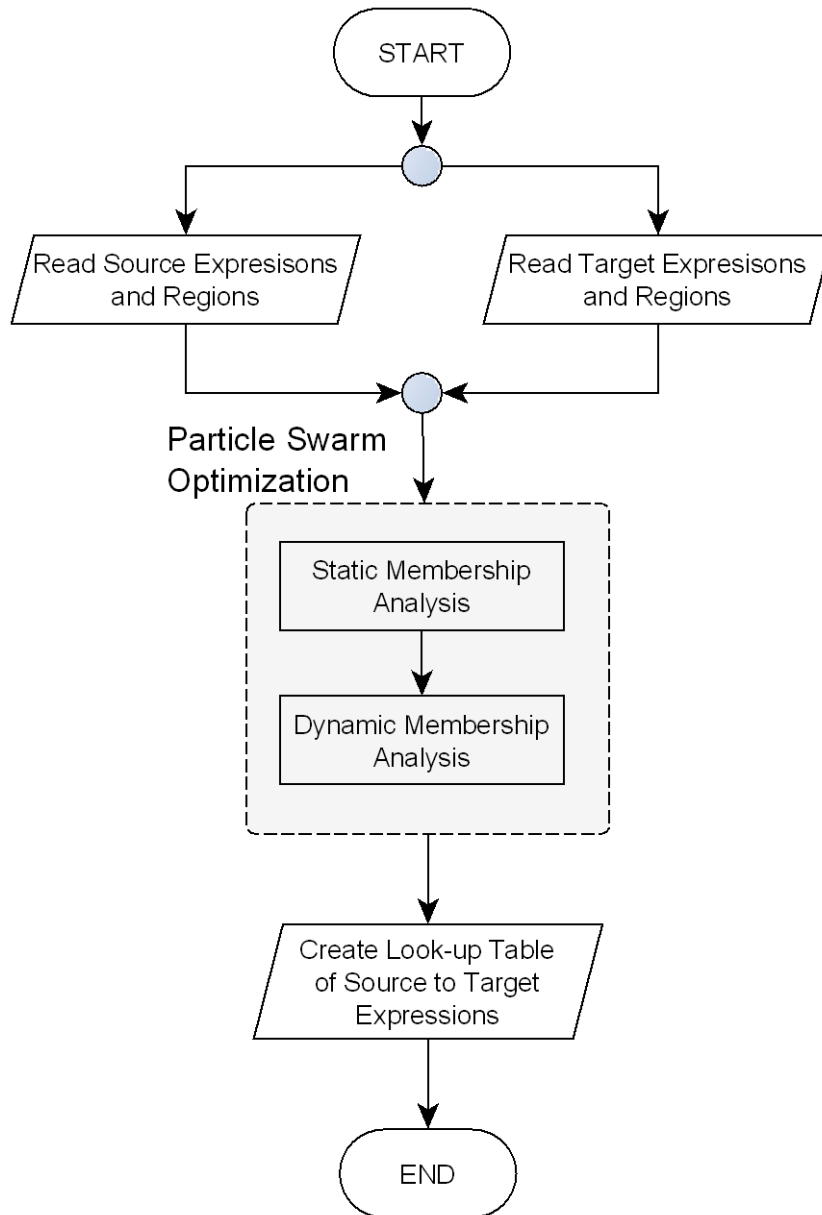 START
Read Source Expresisons
and Regions
Read Target Expresisons
and Regions
Particle Swarm
Optimization
Static Membership
Analysis
Dynamic Membership
Analysis
Create Look-up Table
of Source to Target
Expressions
END